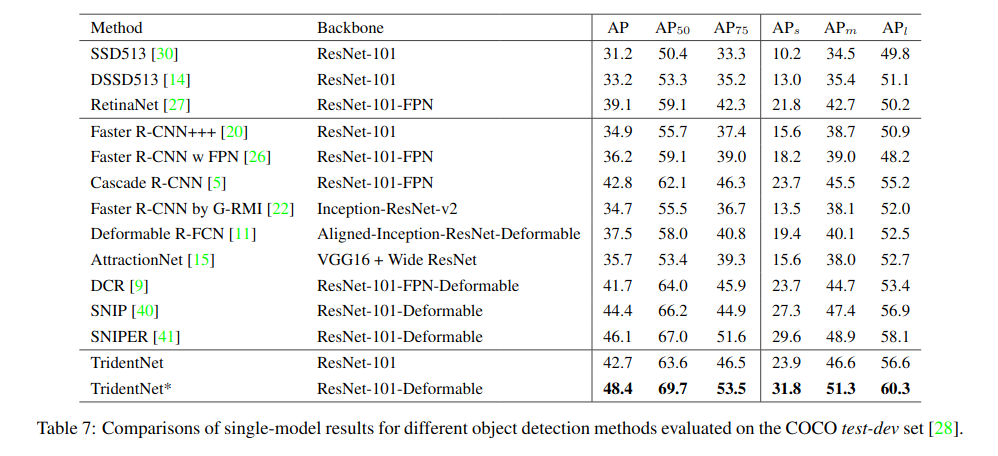 Method Backbone AP AP50 AP75 APs APm APl
SSD513 [30] ResNet-101 31.2 50.4 33.3 10.2 34.5 49.8
DSSD513 [14] ResNet-101 33.2 53.3 35.2 13.0 35.4 51.1
RetinaNet [27] ResNet-101-FPN 39.1 59.1 42.3 21.8 42.7 50.2
Faster R-CNN+++ [20] ResNet-101 34.9 55.7 37.4 15.6 38.7 50.9
Faster R-CNN w FPN [26] ResNet-101-FPN 36.2 59.1 39.0 18.2 39.0 48.2
Cascade R-CNN [5] ResNet-101-FPN 42.8 62.1 46.3 23.7 45.5 55.2
Faster R-CNN by G-RMI [22] Inception-ResNet-v2 34.7 55.5 36.7 13.5 38.1 52.0
Deformable R-FCN [11] Aligned-Inception-ResNet-Deformable 37.5 58.0 40.8 19.4 40.1 52.5
AttractionNet [15] VGG16 + Wide ResNet 35.7 53.4 39.3 15.6 38.0 52.7
DCR [9] ResNet-101-FPN-Deformable 41.7 64.0 45.9 23.7 44.7 53.4
SNIP [40] ResNet-101-Deformable 44.4 66.2 44.9 27.3 47.4 56.9
SNIPER [41] ResNet-101-Deformable 46.1 67.0 51.6 29.6 48.9 58.1
TridentNet ResNet-101 42.7 63.6 46.5 23.9 46.6 56.6
TridentNet* ResNet-101-Deformable 48.4 69.7 53.5 31.8 51.3 60.3
Table 7: Comparisons of single-model results for different object detection methods evaluated on the COCO test-dev set [28].